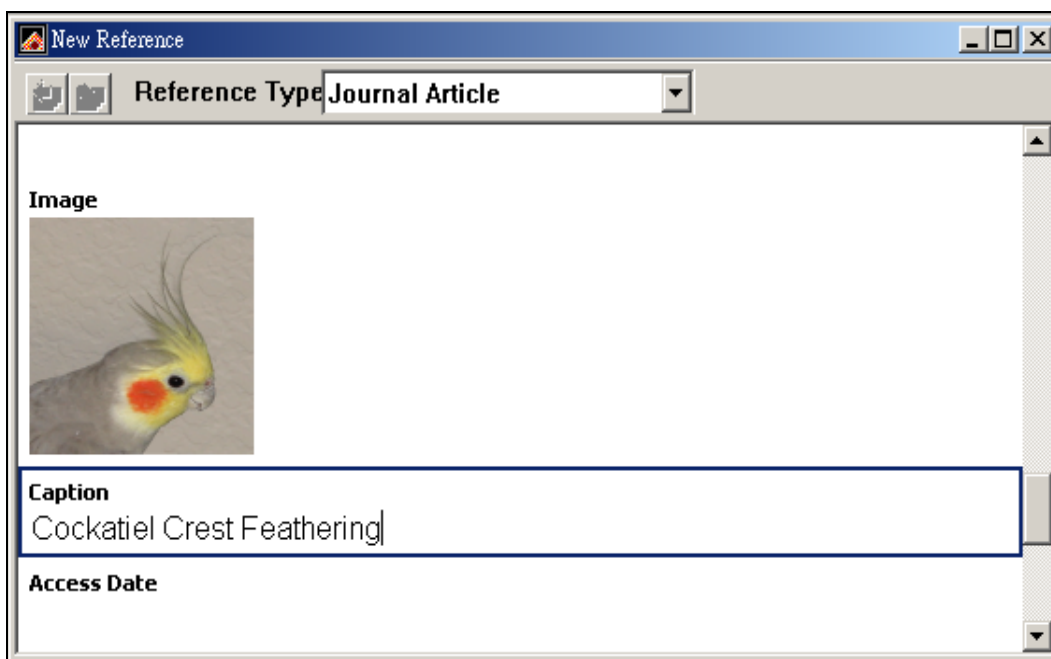 New Reference
Reference Type Journal Article
Image
Caption
Cockatiel Crest Feathering
Access Date